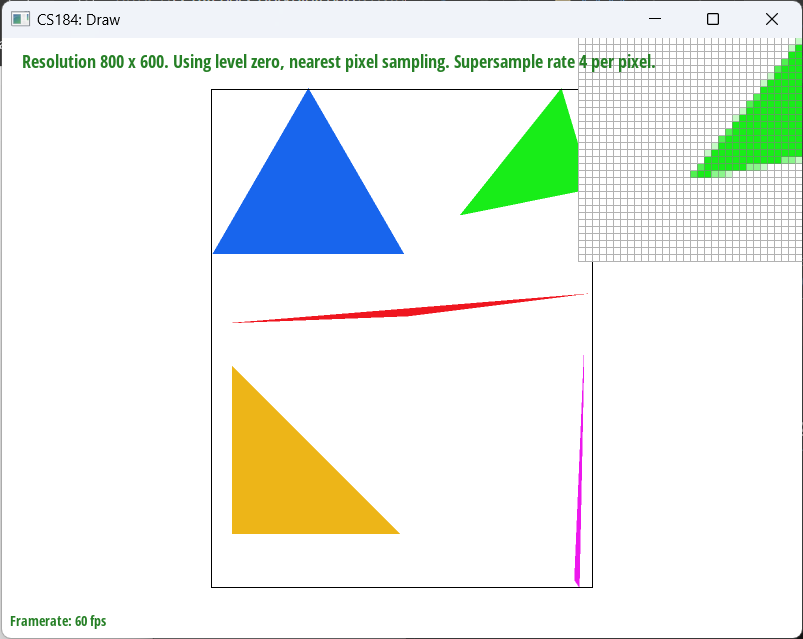 CS184: Draw
Resolution 800 x 600. Using level zero, nearest pixel sampling. Supersample rate 4 per pixel.
Framerate: 60 fps